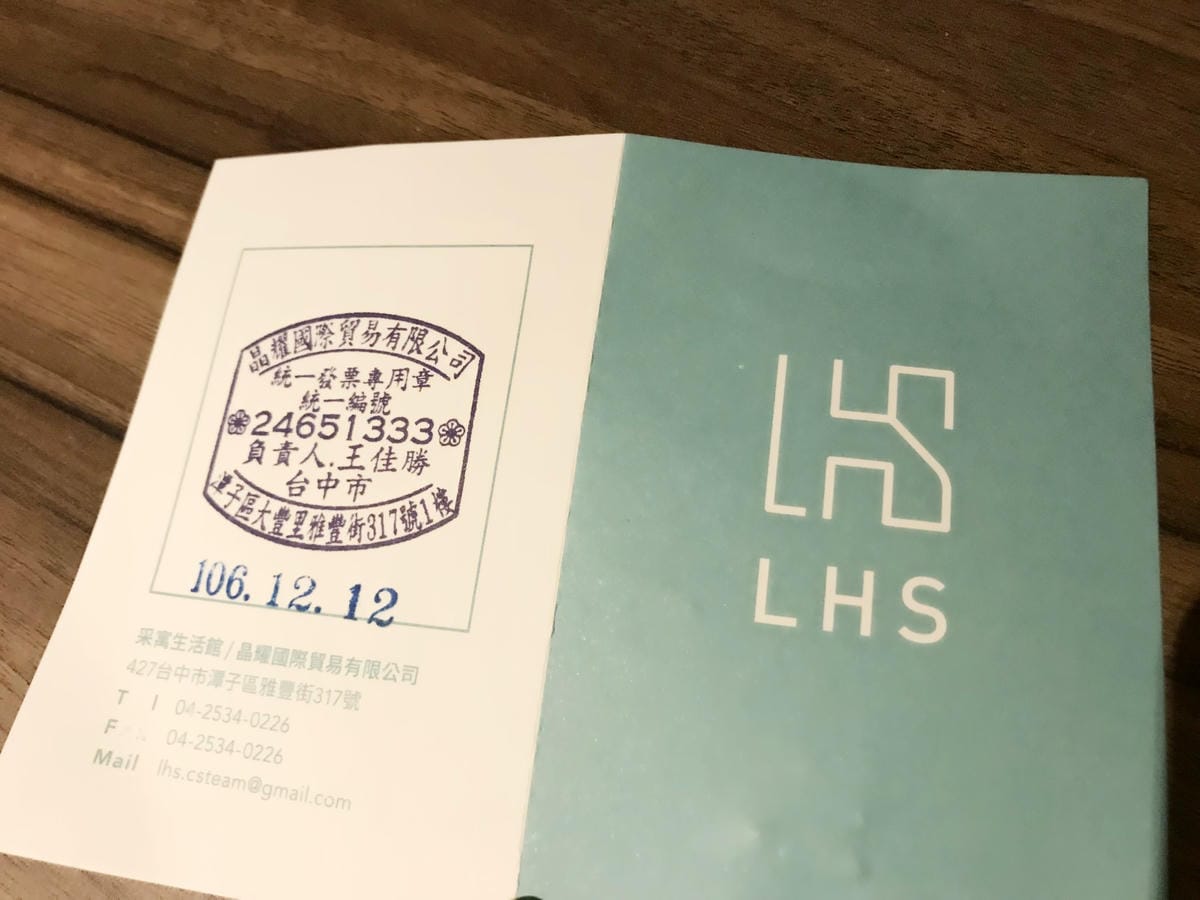 晶耀國際貿易有限公司
統一發票專用章
統一編號
24651333
負責人.王佳勝
台中市
潭子區大豐里雅豐街317號1樓
106.12.12
采寓生活館 / 晶耀國際貿易有限公司
427台中市潭子區雅豐街317號
T l 04-2534-0226
F 04-2534-0226
Mail lhs.csteam@gmail.com
LHS